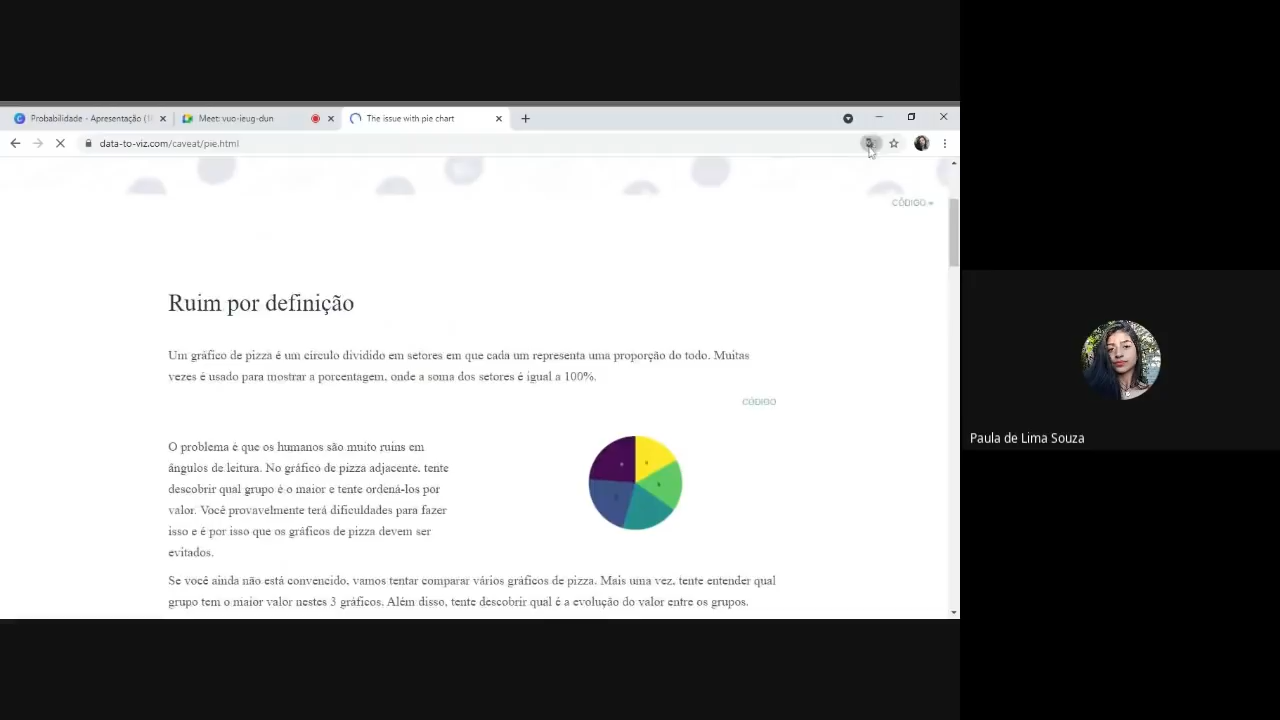 Probabilidade - Apresentação (1
Meet: vuo-ieug-dun
The issue with pie chart
data-to-viz.com/caveat/pie.html
CÓDIGO
Ruim por definição
Um gráfico de pizza é um círculo dividido em setores em que cada um representa uma proporção do todo. Muitas
vezes é usado para mostrar a porcentagem, onde a soma dos setores é igual a 100%.
CÓDIGO
O problema é que os humanos são muito ruins em
ângulos de leitura. No gráfico de pizza adjacente, tente
descobrir qual grupo é o maior e tente ordená-los por
valor. Você provavelmente terá dificuldades para fazer
isso e é por isso que os gráficos de pizza devem ser
evitados.
Se você ainda não está convencido, vamos tentar comparar vários gráficos de pizza. Mais uma vez, tente entender qual
grupo tem o maior valor nestes 3 gráficos. Além disso, tente descobrir qual é a evolução do valor entre os grupos.
Paula de Lima Souza